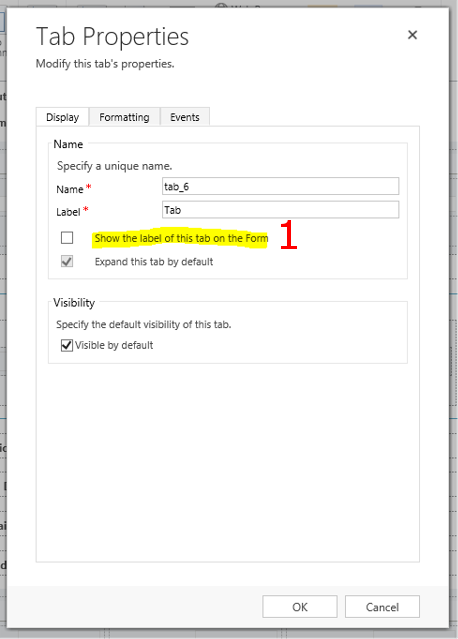 Tab Properties
Modify this tab's properties.
Display Formatting Events
Name
Specify a unique name.
Name * tab_6
Label * Tab
Show the label of this tab on the Form 1
Expand this tab by default
Visibility
Specify the default visibility of this tab.
Visible by default
OK Cancel